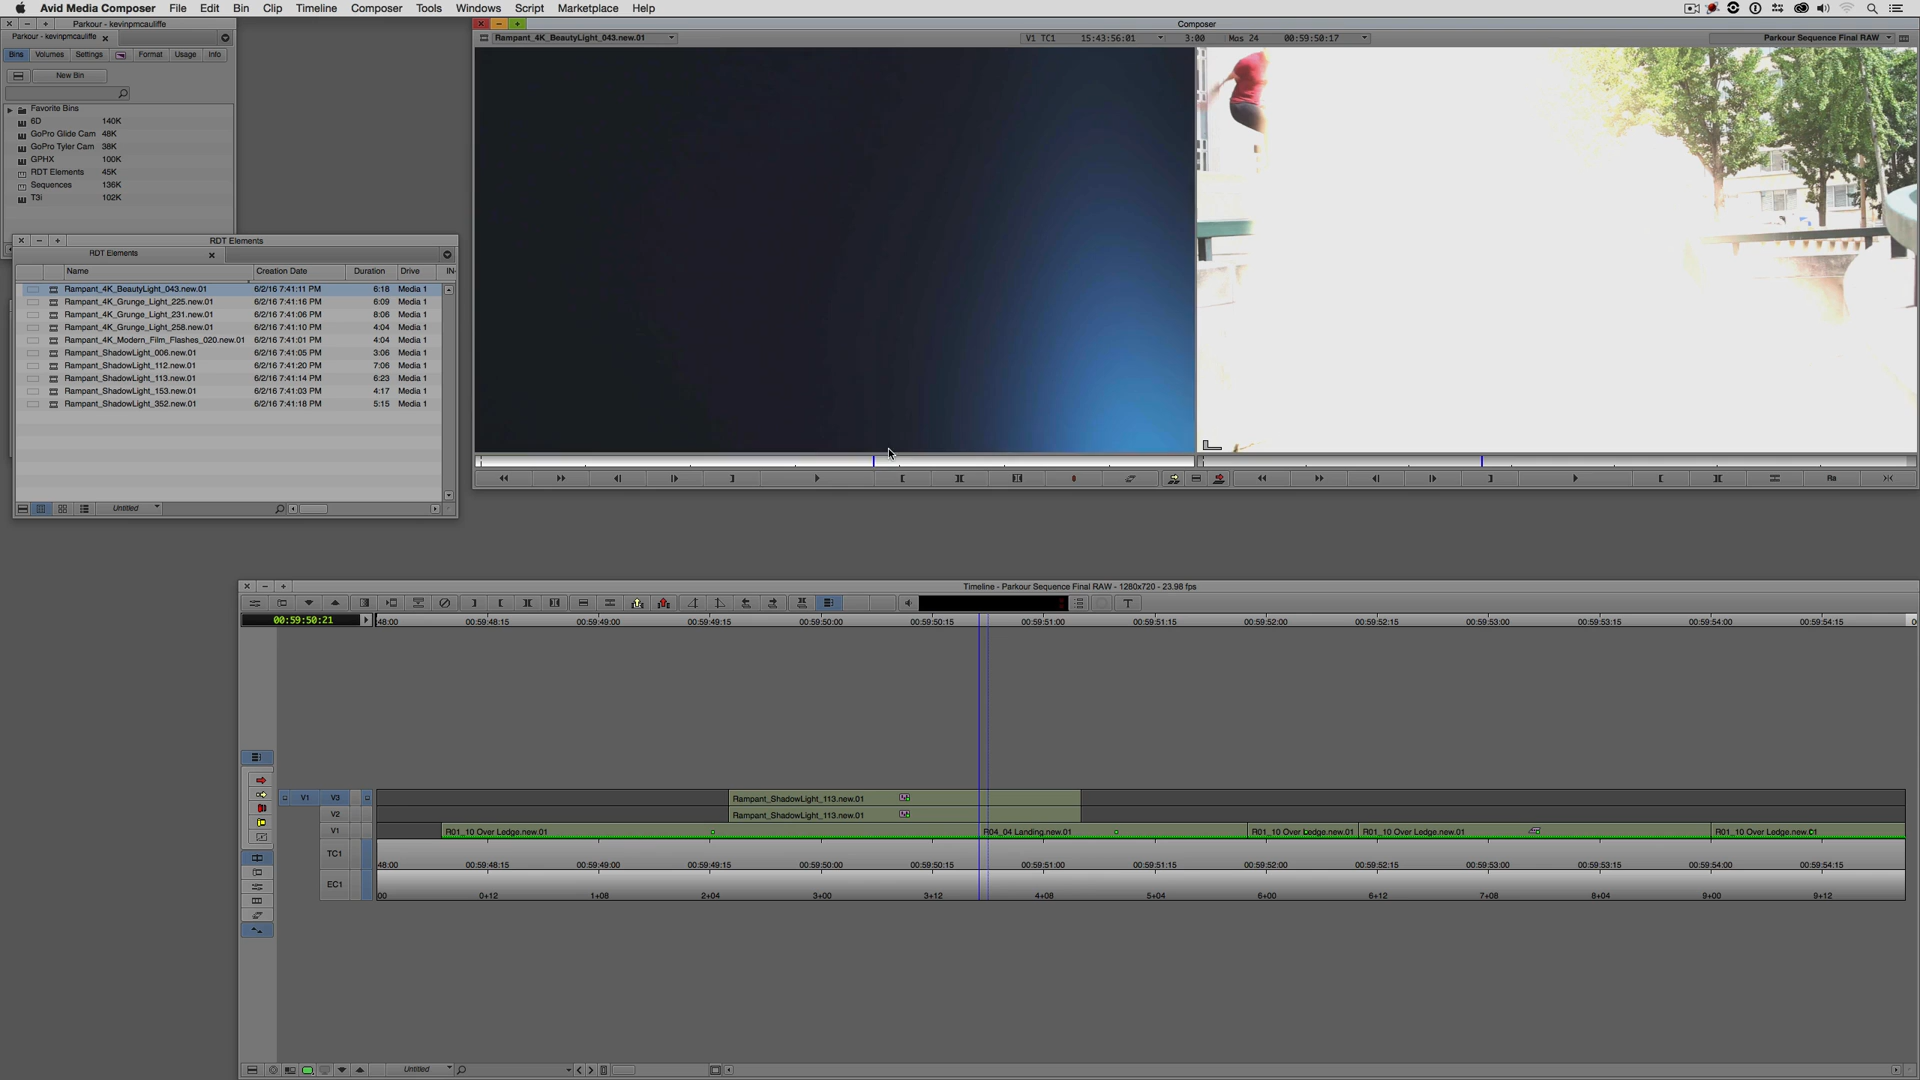 Avid Media Composer File Edit Bin Clip Timeline Composer Tools Windows Script Marketplace Help
Parkour - kevinpmcauliffe
Parkour - kevinpmcauliffe
Bins Volumes Settings Format Usage Info
New Bin
Favorite Bins
6D 140K
GoPro Glide Cam 48K
GoPro Tyler Cam 38K
GPHX 100K
RDT Elements 45K
Sequences 136K
T3i 102K
RDT Elements
RDT Elements
Name Creation Date Duration Drive IN-
Rampant_4K_BeautyLight_043.new.01 6/2/16 7:41:11 PM 6:18 Media 1
Rampant_4K_Grunge_Light_225.new.01 6/2/16 7:41:16 PM 6:09 Media 1
Rampant_4K_Grunge_Light_231.new.01 6/2/16 7:41:06 PM 8:06 Media 1
Rampant_4K_Grunge_Light_258.new.01 6/2/16 7:41:10 PM 4:04 Media 1
Rampant_4K_Modern_Film_Flashes_020.new.01 6/2/16 7:41:01 PM 4:04 Media 1
Rampant_ShadowLight_006.new.01 6/2/16 7:41:05 PM 3:06 Media 1
Rampant_ShadowLight_112.new.01 6/2/16 7:41:20 PM 7:06 Media 1
Rampant_ShadowLight_113.new.01 6/2/16 7:41:14 PM 6:23 Media 1
Rampant_ShadowLight_153.new.01 6/2/16 7:41:03 PM 4:17 Media 1
Rampant_ShadowLight_352.new.01 6/2/16 7:41:18 PM 5:15 Media 1
Untitled
Composer
Rampant_4K_BeautyLight_043.new.01 V1 TC1 15:43:56:01 3:00 Mas 24 00:59:50:17 Parkour Sequence Final RAW
Ra
Timeline - Parkour Sequence Final RAW - 1280x720 - 23.98 fps
T
00:59:50:21 48:00 00:59:48:15 00:59:49:00 00:59:49:15 00:59:50:00 00:59:50:15 00:59:51:00 00:59:51:15 00:59:52:00 00:59:52:15 00:59:53:00 00:59:53:15 00:59:54:00 00:59:54:15 0
V1 V3 Rampant_ShadowLight_113.new.01
V2 Rampant_ShadowLight_113.new.01
V1 R01_10 Over Ledge.new.01 R04_04 Landing.new.01 R01_10 Over Ledge.new.01 R01_10 Over Ledge.new.01 R01_10 Over Ledge.new.01
TC1 48:00 00:59:48:15 00:59:49:00 00:59:49:15 00:59:50:00 00:59:50:15 00:59:51:00 00:59:51:15 00:59:52:00 00:59:52:15 00:59:53:00 00:59:53:15 00:59:54:00 00:59:54:15
EC1 00 0+12 1+08 2+04 3+00 3+12 4+08 5+04 6+00 6+12 7+08 8+04 9+00 9+12
Untitled